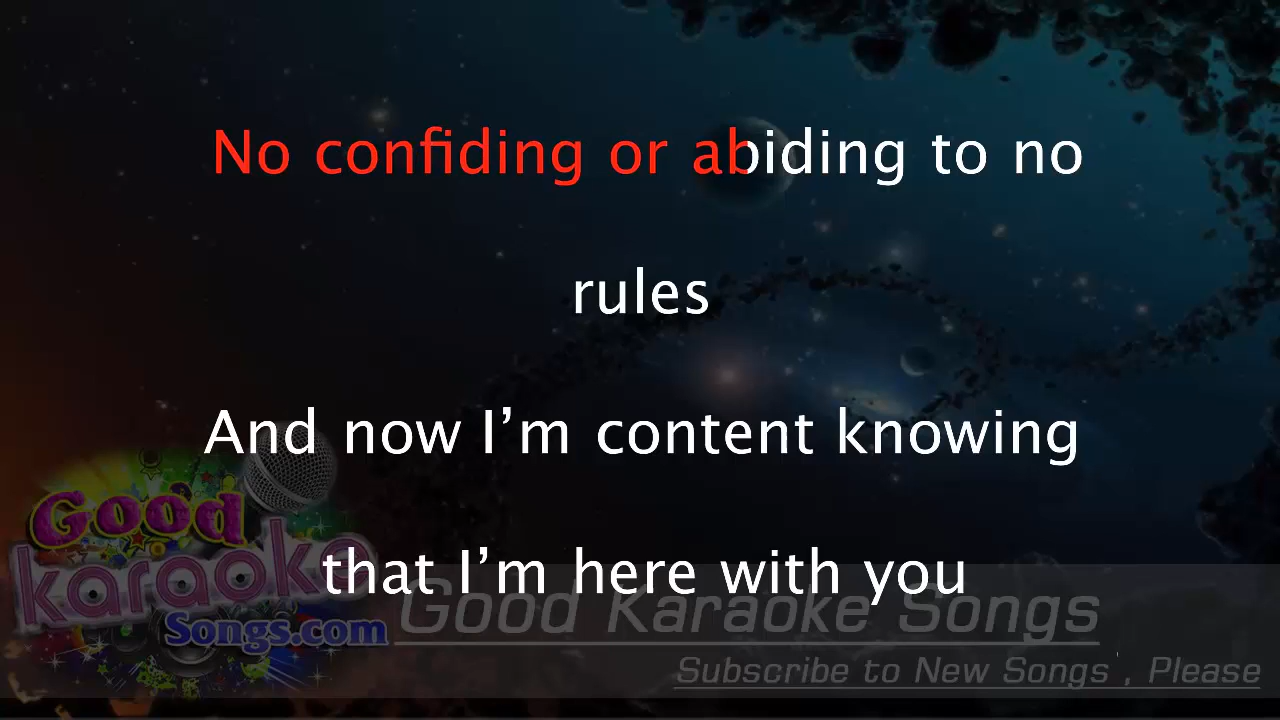 No confiding or abiding to no
rules
And now I’m content knowing
that I’m here with you
Good
karaoke
Songs.com
Good Karaoke Songs
Subscribe to New Songs , Please